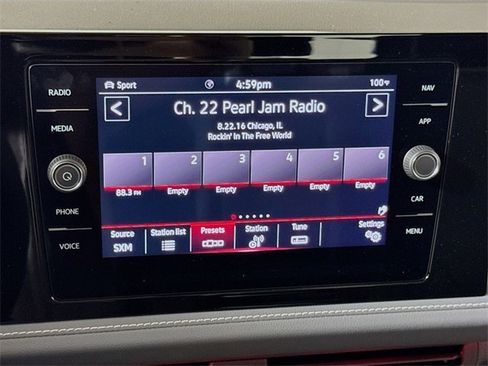 RADIO
MEDIA
PHONE
VOICE
NAV
APP
CAR
MENU
Sport 4:59pm 100°
Ch. 22 Pearl Jam Radio
8.22.16 Chicago, IL
Rockin' In The Free World
1 2 3 4 5 6
88.3 FM Empty Empty Empty Empty Empty
Source Station list Presets Station Tune Settings
SXM